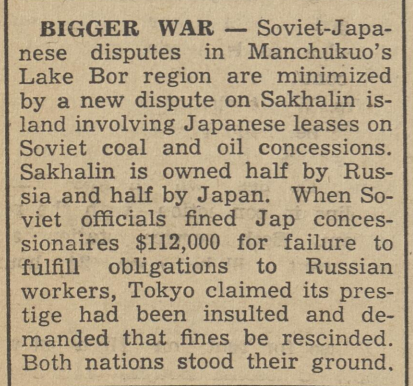 BIGGER WAR — Soviet-Japa-
nese disputes in Manchukuo's
Lake Bor region are minimized
by a new dispute on Sakhalin is-
land involving Japanese leases on
Soviet coal and oil concessions.
Sakhalin is owned half by Rus-
sia and half by Japan. When So-
viet officials fined Jap conces-
sionaires $112,000 for failure to
fulfill obligations to Russian
workers, Tokyo claimed its pres-
tige had been insulted and de-
manded that fines be rescinded.
Both nations stood their ground.